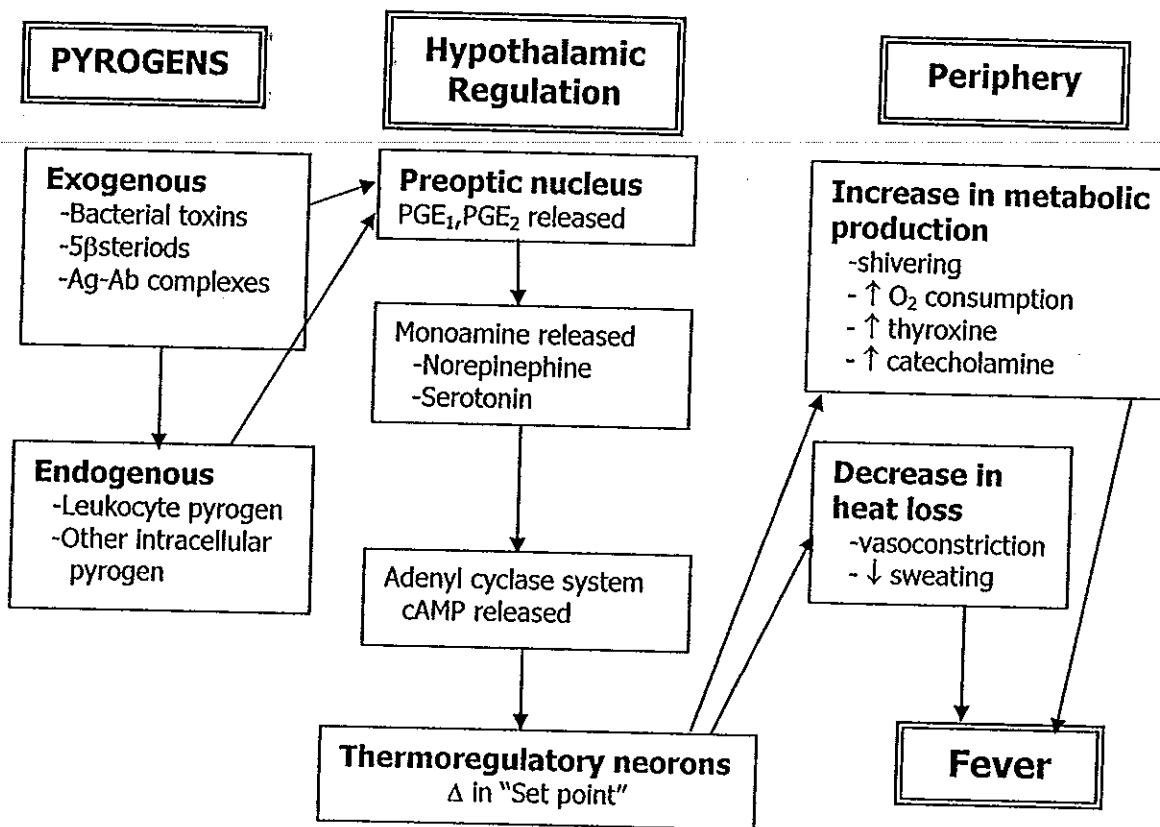 PYROGENS
Hypothalamic
Regulation
Periphery
Exogenous
-Bacterial toxins
-5βsteriods
-Ag-Ab complexes
Endogenous
-Leukocyte pyrogen
-Other intracellular
pyrogen
Preoptic nucleus
PGE₁,PGE₂ released
Monoamine released
-Norepinephine
-Serotonin
Adenyl cyclase system
cAMP released
Thermoregulatory neorons
Δ in “Set point”
Increase in metabolic
production
-shivering
- ↑ O₂ consumption
- ↑ thyroxine
- ↑ catecholamine
Decrease in
heat loss
-vasoconstriction
- ↓ sweating
Fever